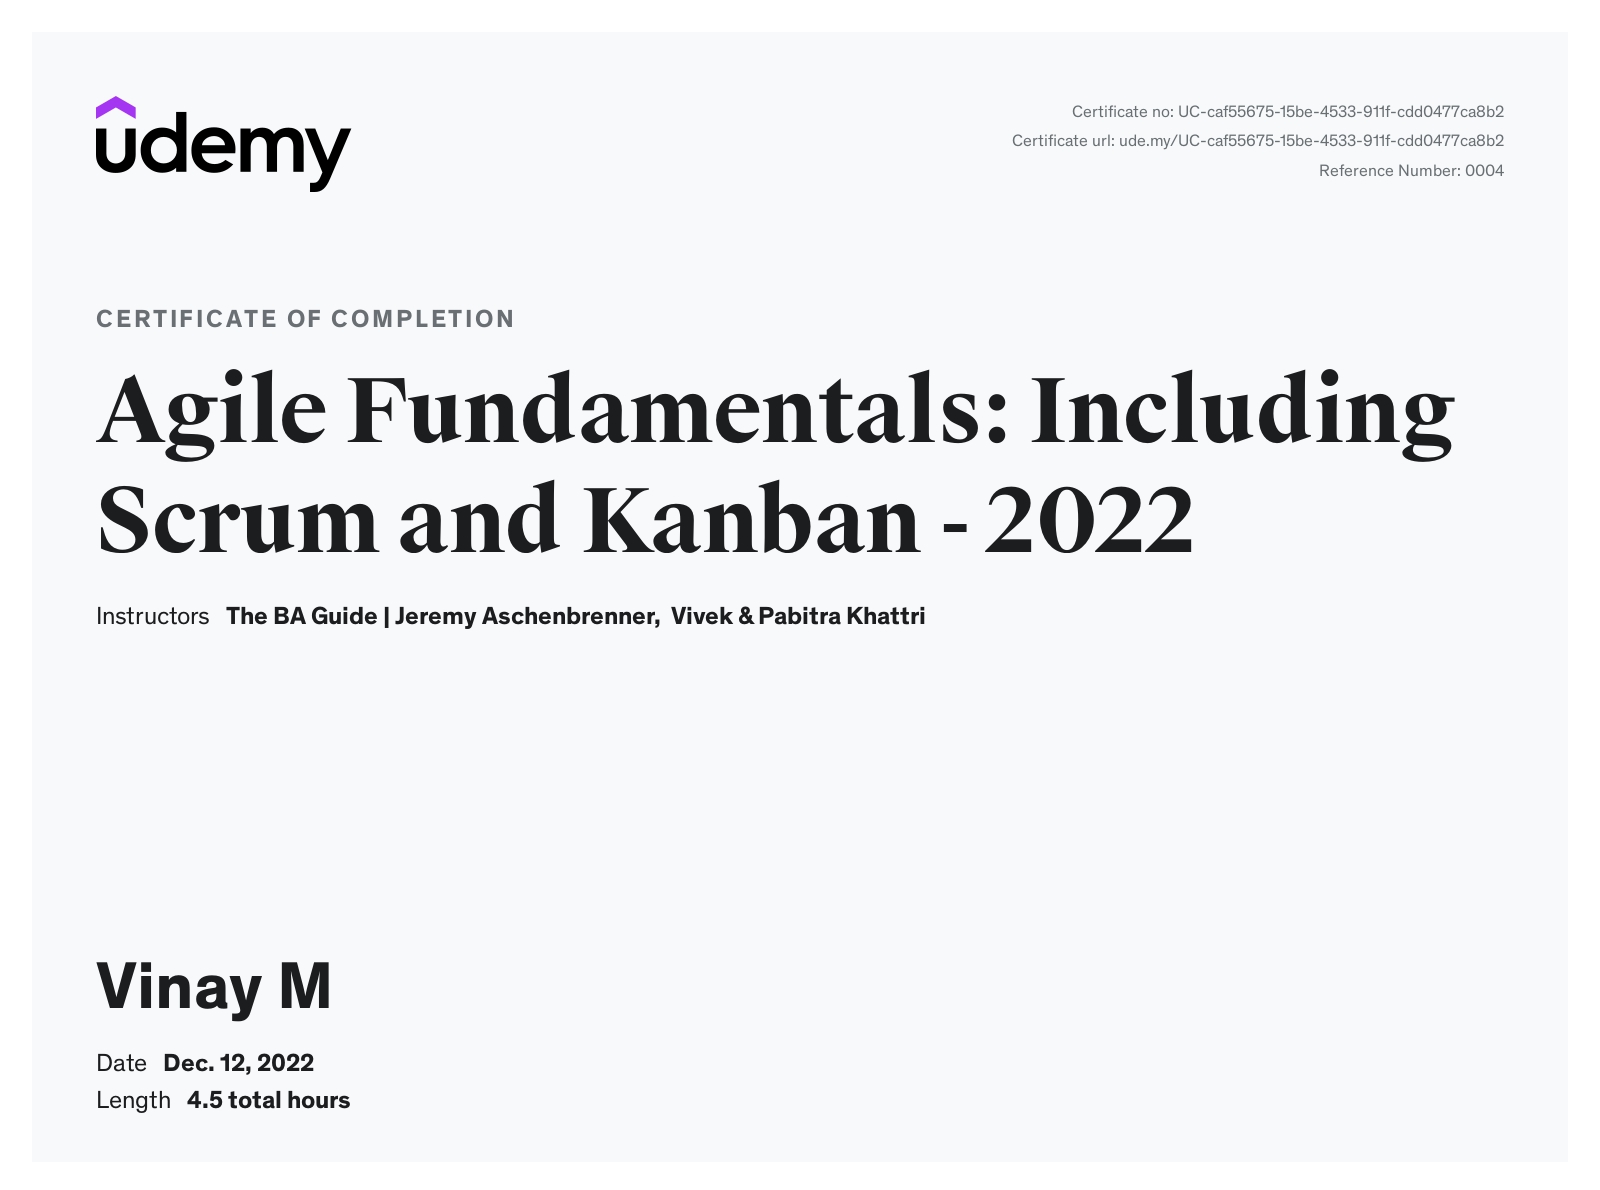 udemy
Certificate no: UC-caf55675-15be-4533-911f-cdd0477ca8b2
Certificate url: ude.my/UC-caf55675-15be-4533-911f-cdd0477ca8b2
Reference Number: 0004
CERTIFICATE OF COMPLETION
Agile Fundamentals: Including
Scrum and Kanban - 2022
Instructors The BA Guide | Jeremy Aschenbrenner, Vivek & Pabitra Khattri
Vinay M
Date Dec. 12, 2022
Length 4.5 total hours